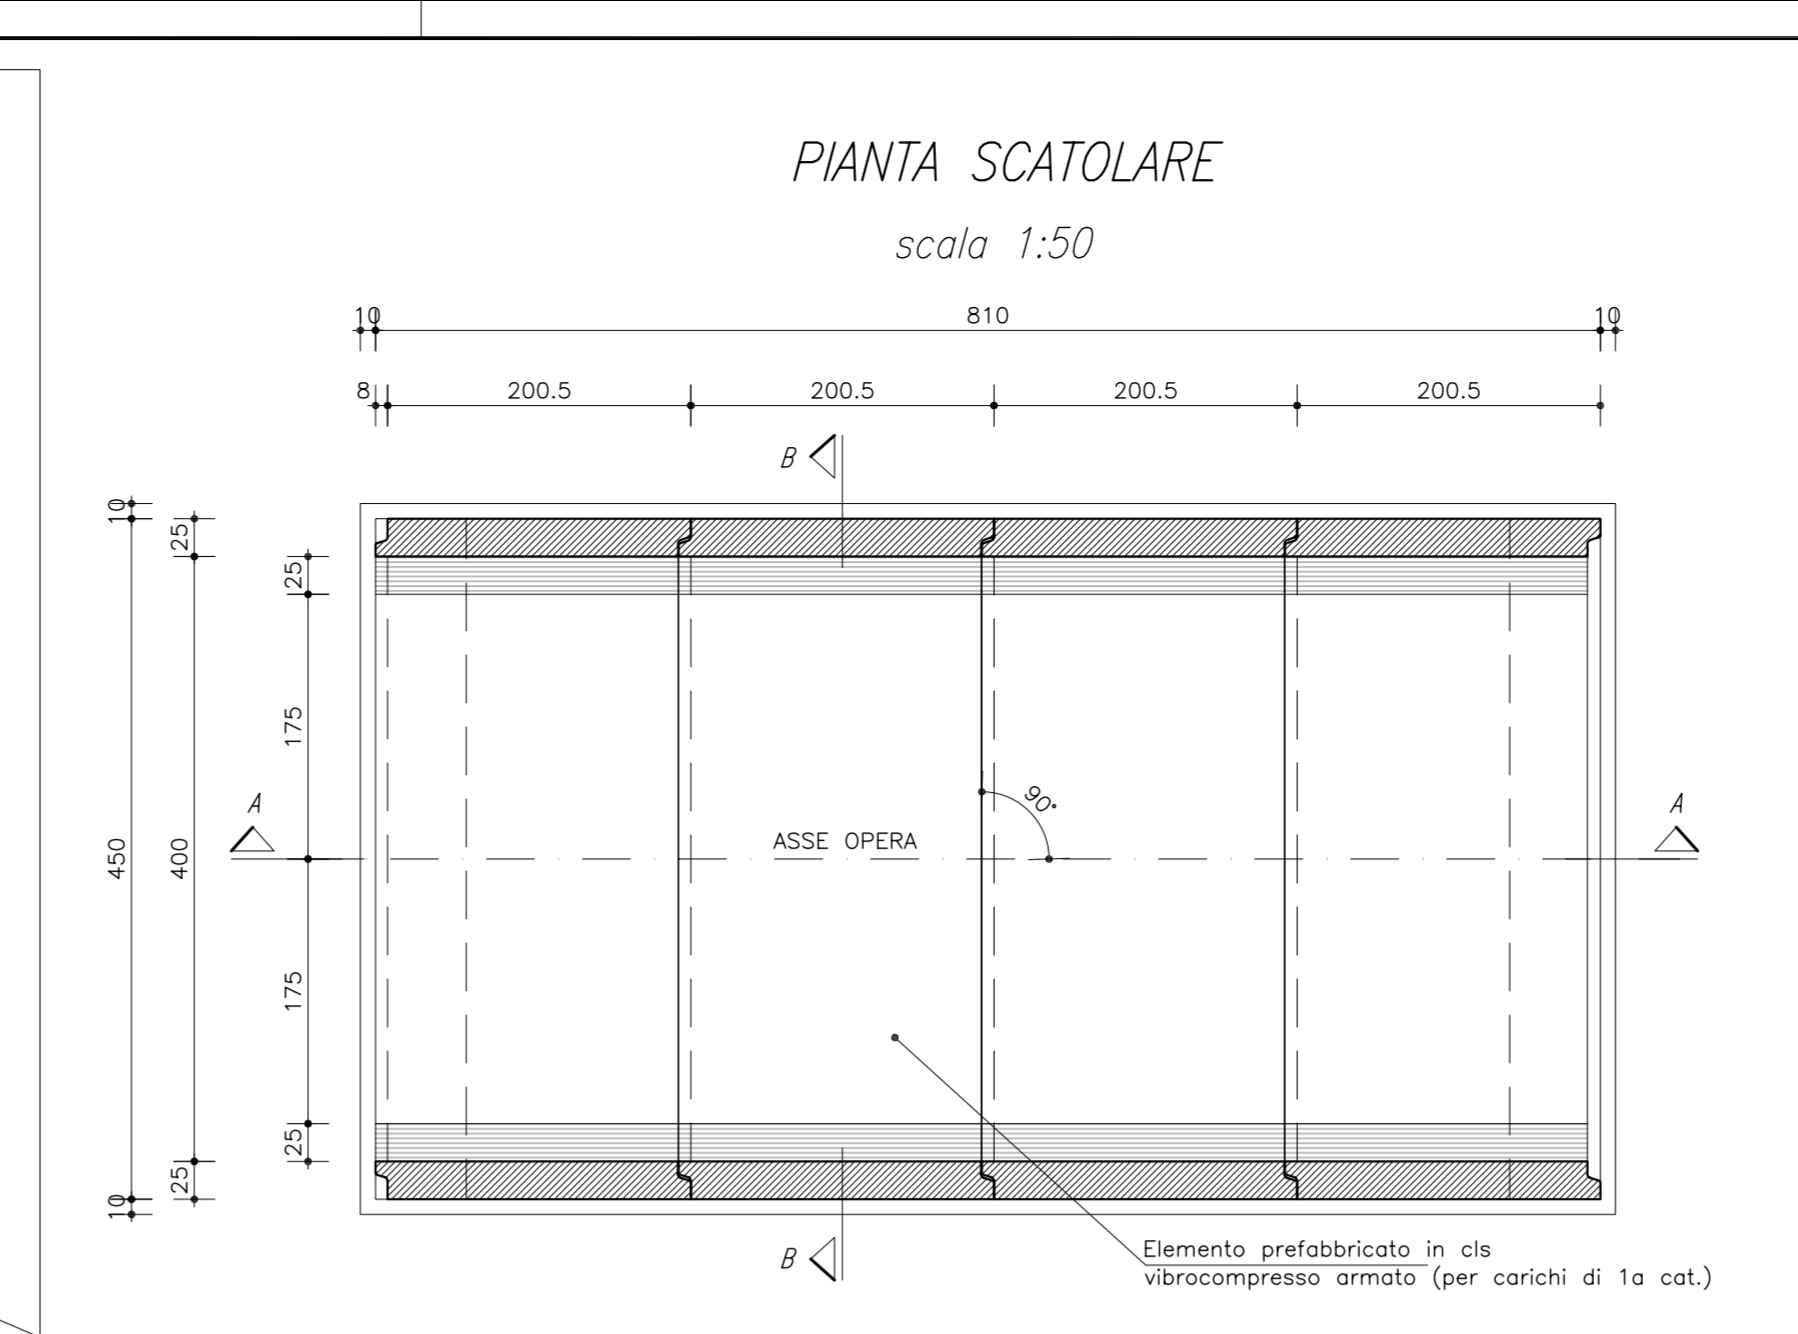 PIANTA SCATOLARE
scala 1:50
10 810 10
8 200.5 200.5 200.5 200.5
B
10
25
25
175
A
A
90°
ASSE OPERA
450
400
175
25
25
10
B
Elemento prefabbricato in cls
vibrocompresso armato (per carichi di 1a cat.)